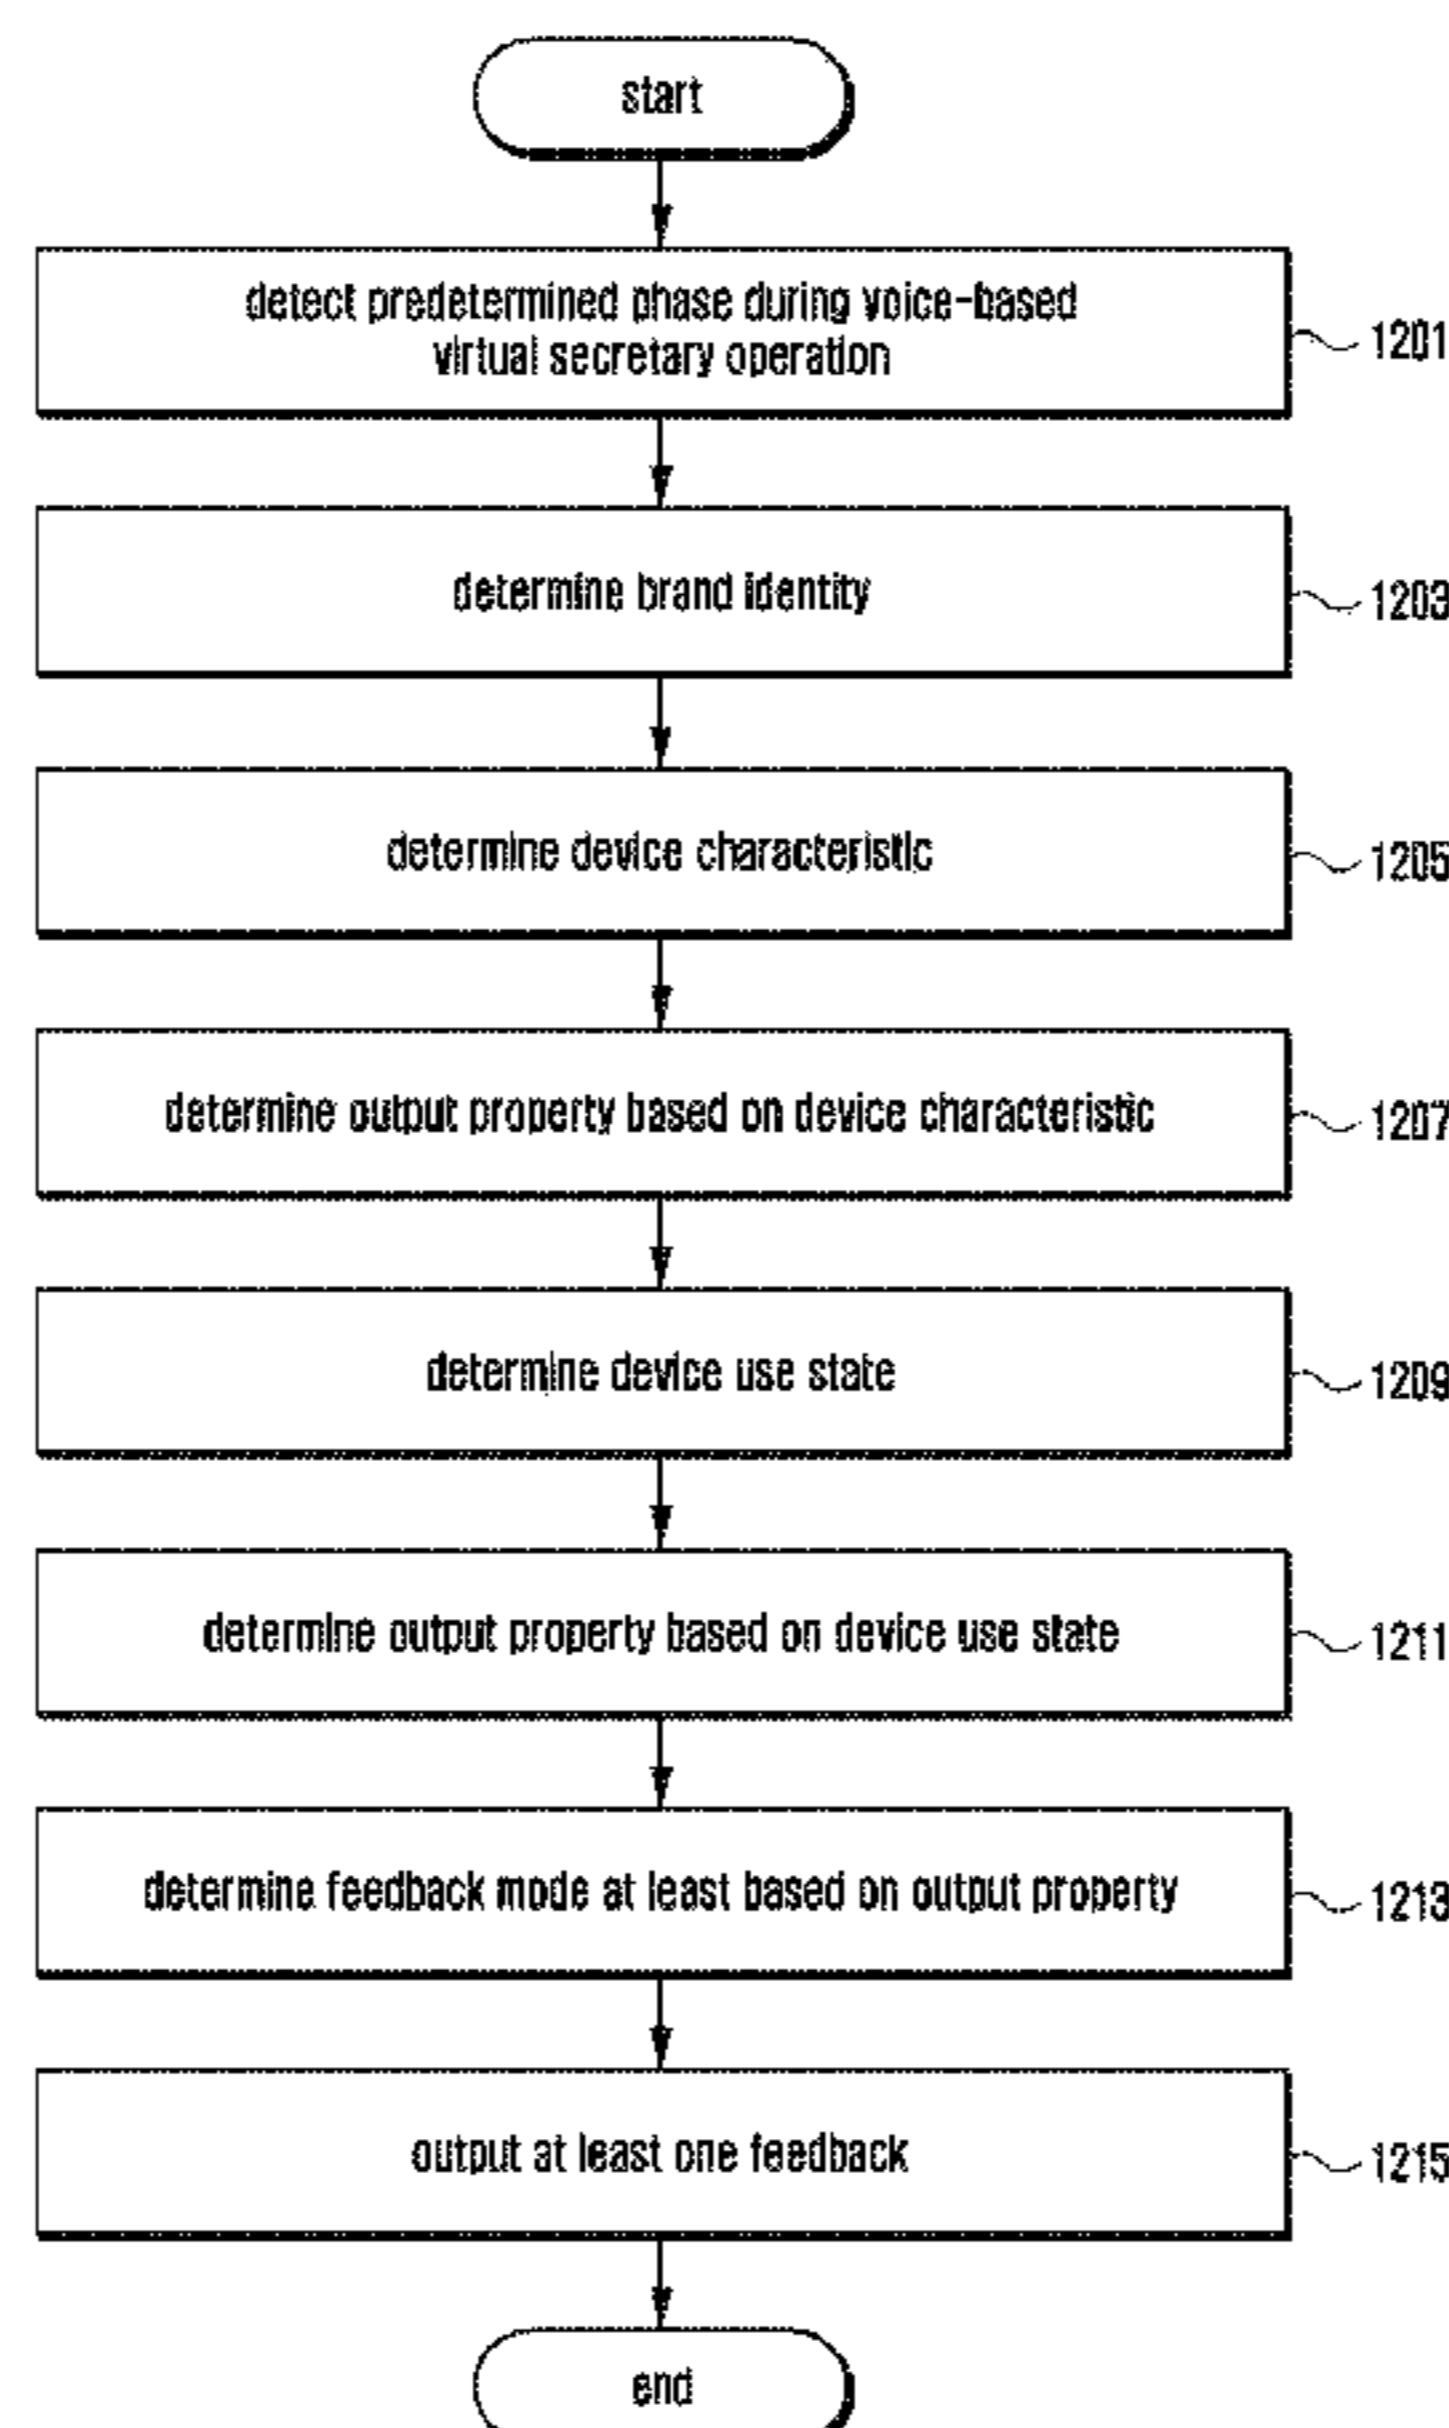 start
detect predetermined phase during voice-based
virtual secretary operation
1201
determine brand identity
1203
determine device characteristic
1205
determine output property based on device characteristic
1207
determine device use state
1209
determine output property based on device use state
1211
determine feedback mode at least based on output property
1213
output at least one feedback
1215
end